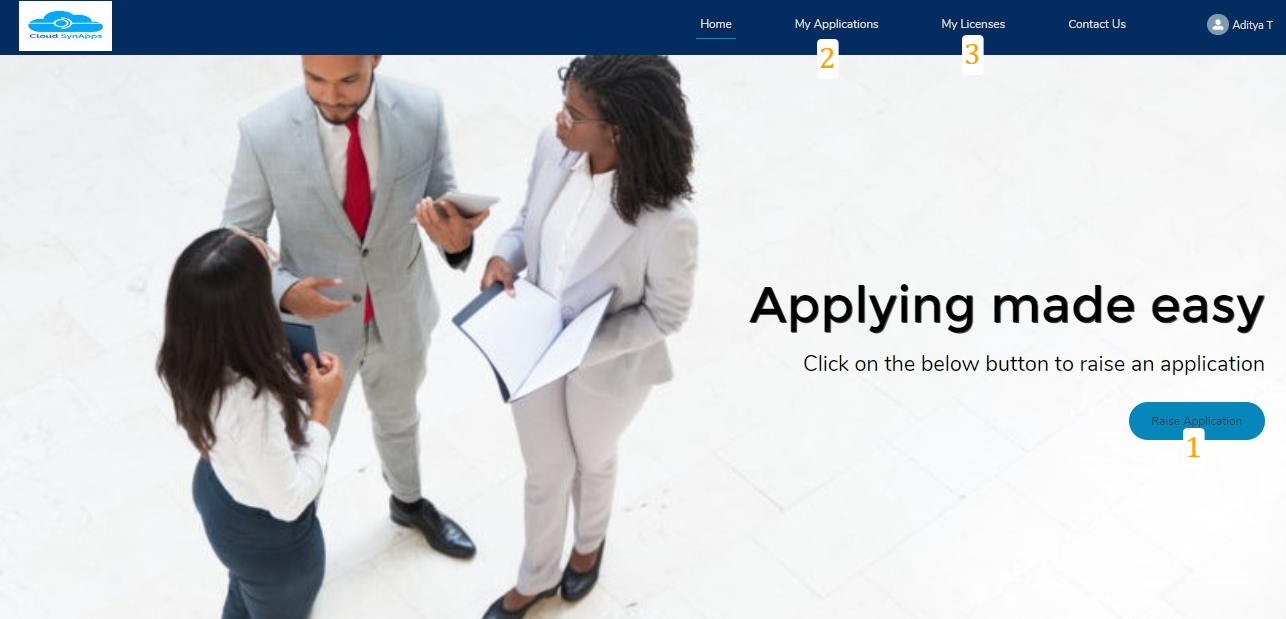 Cloud SynApps
Home
My Applications
My Licenses
Contact Us
Aditya T
2
3
Applying made easy
Click on the below button to raise an application
Raise Application
1